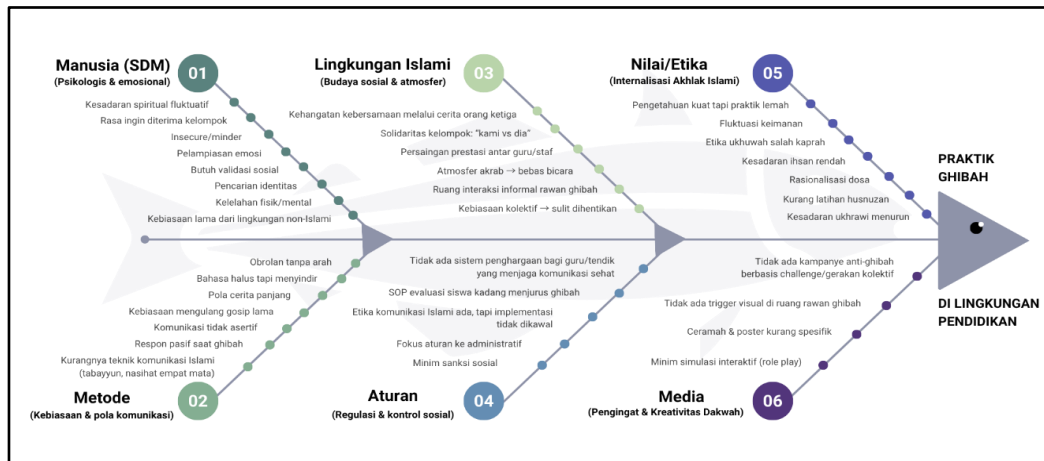 Manusia (SDM)
(Psikologis & emosional)
01
Kesadaran spiritual fluktuatif
Rasa ingin diterima kelompok
Insecure/minder
Pelampiasan emosi
Butuh validasi sosial
Pencarian identitas
Kelelahan fisik/mental
Kebiasaan lama dari lingkungan non-Islami
Lingkungan Islami
(Budaya sosial & atmosfer)
03
Kehangatan kebersamaan melalui cerita orang ketiga
Solidaritas kelompok: "kami vs dia"
Persaingan prestasi antar guru/staf
Atmosfer akrab → bebas bicara
Ruang interaksi informal rawan ghibah
Kebiasaan kolektif → sulit dihentikan
Nilai/Etika
(Internalisasi Akhlak Islami)
05
Pengetahuan kuat tapi praktik lemah
Fluktuasi keimanan
Etika ukhuwah salah kaprah
Kesadaran ihsan rendah
Rasionalisasi dosa
Kurang latihan husnuzan
Kesadaran ukhrawi menurun
PRAKTIK
GHIBAH
DI LINGKUNGAN
PENDIDIKAN
Obrolan tanpa arah
Bahasa halus tapi menyindir
Pola cerita panjang
Kebiasaan mengulang gosip lama
Komunikasi tidak asertif
Respon pasif saat ghibah
Kurangnya teknik komunikasi Islami
(tabayyun, nasihat empat mata)
Metode
(Kebiasaan & pola komunikasi)
02
Tidak ada sistem penghargaan bagi guru/tendik
yang menjaga komunikasi sehat
SOP evaluasi siswa kadang menjurus ghibah
Etika komunikasi Islami ada, tapi implementasi
tidak dikawal
Fokus aturan ke administratif
Minim sanksi sosial
Aturan
(Regulasi & kontrol sosial)
04
Tidak ada kampanye anti-ghibah
berbasis challenge/gerakan kolektif
Tidak ada trigger visual di ruang rawan ghibah
Ceramah & poster kurang spesifik
Minim simulasi interaktif (role play)
Media
(Pengingat & Kreativitas Dakwah)
06